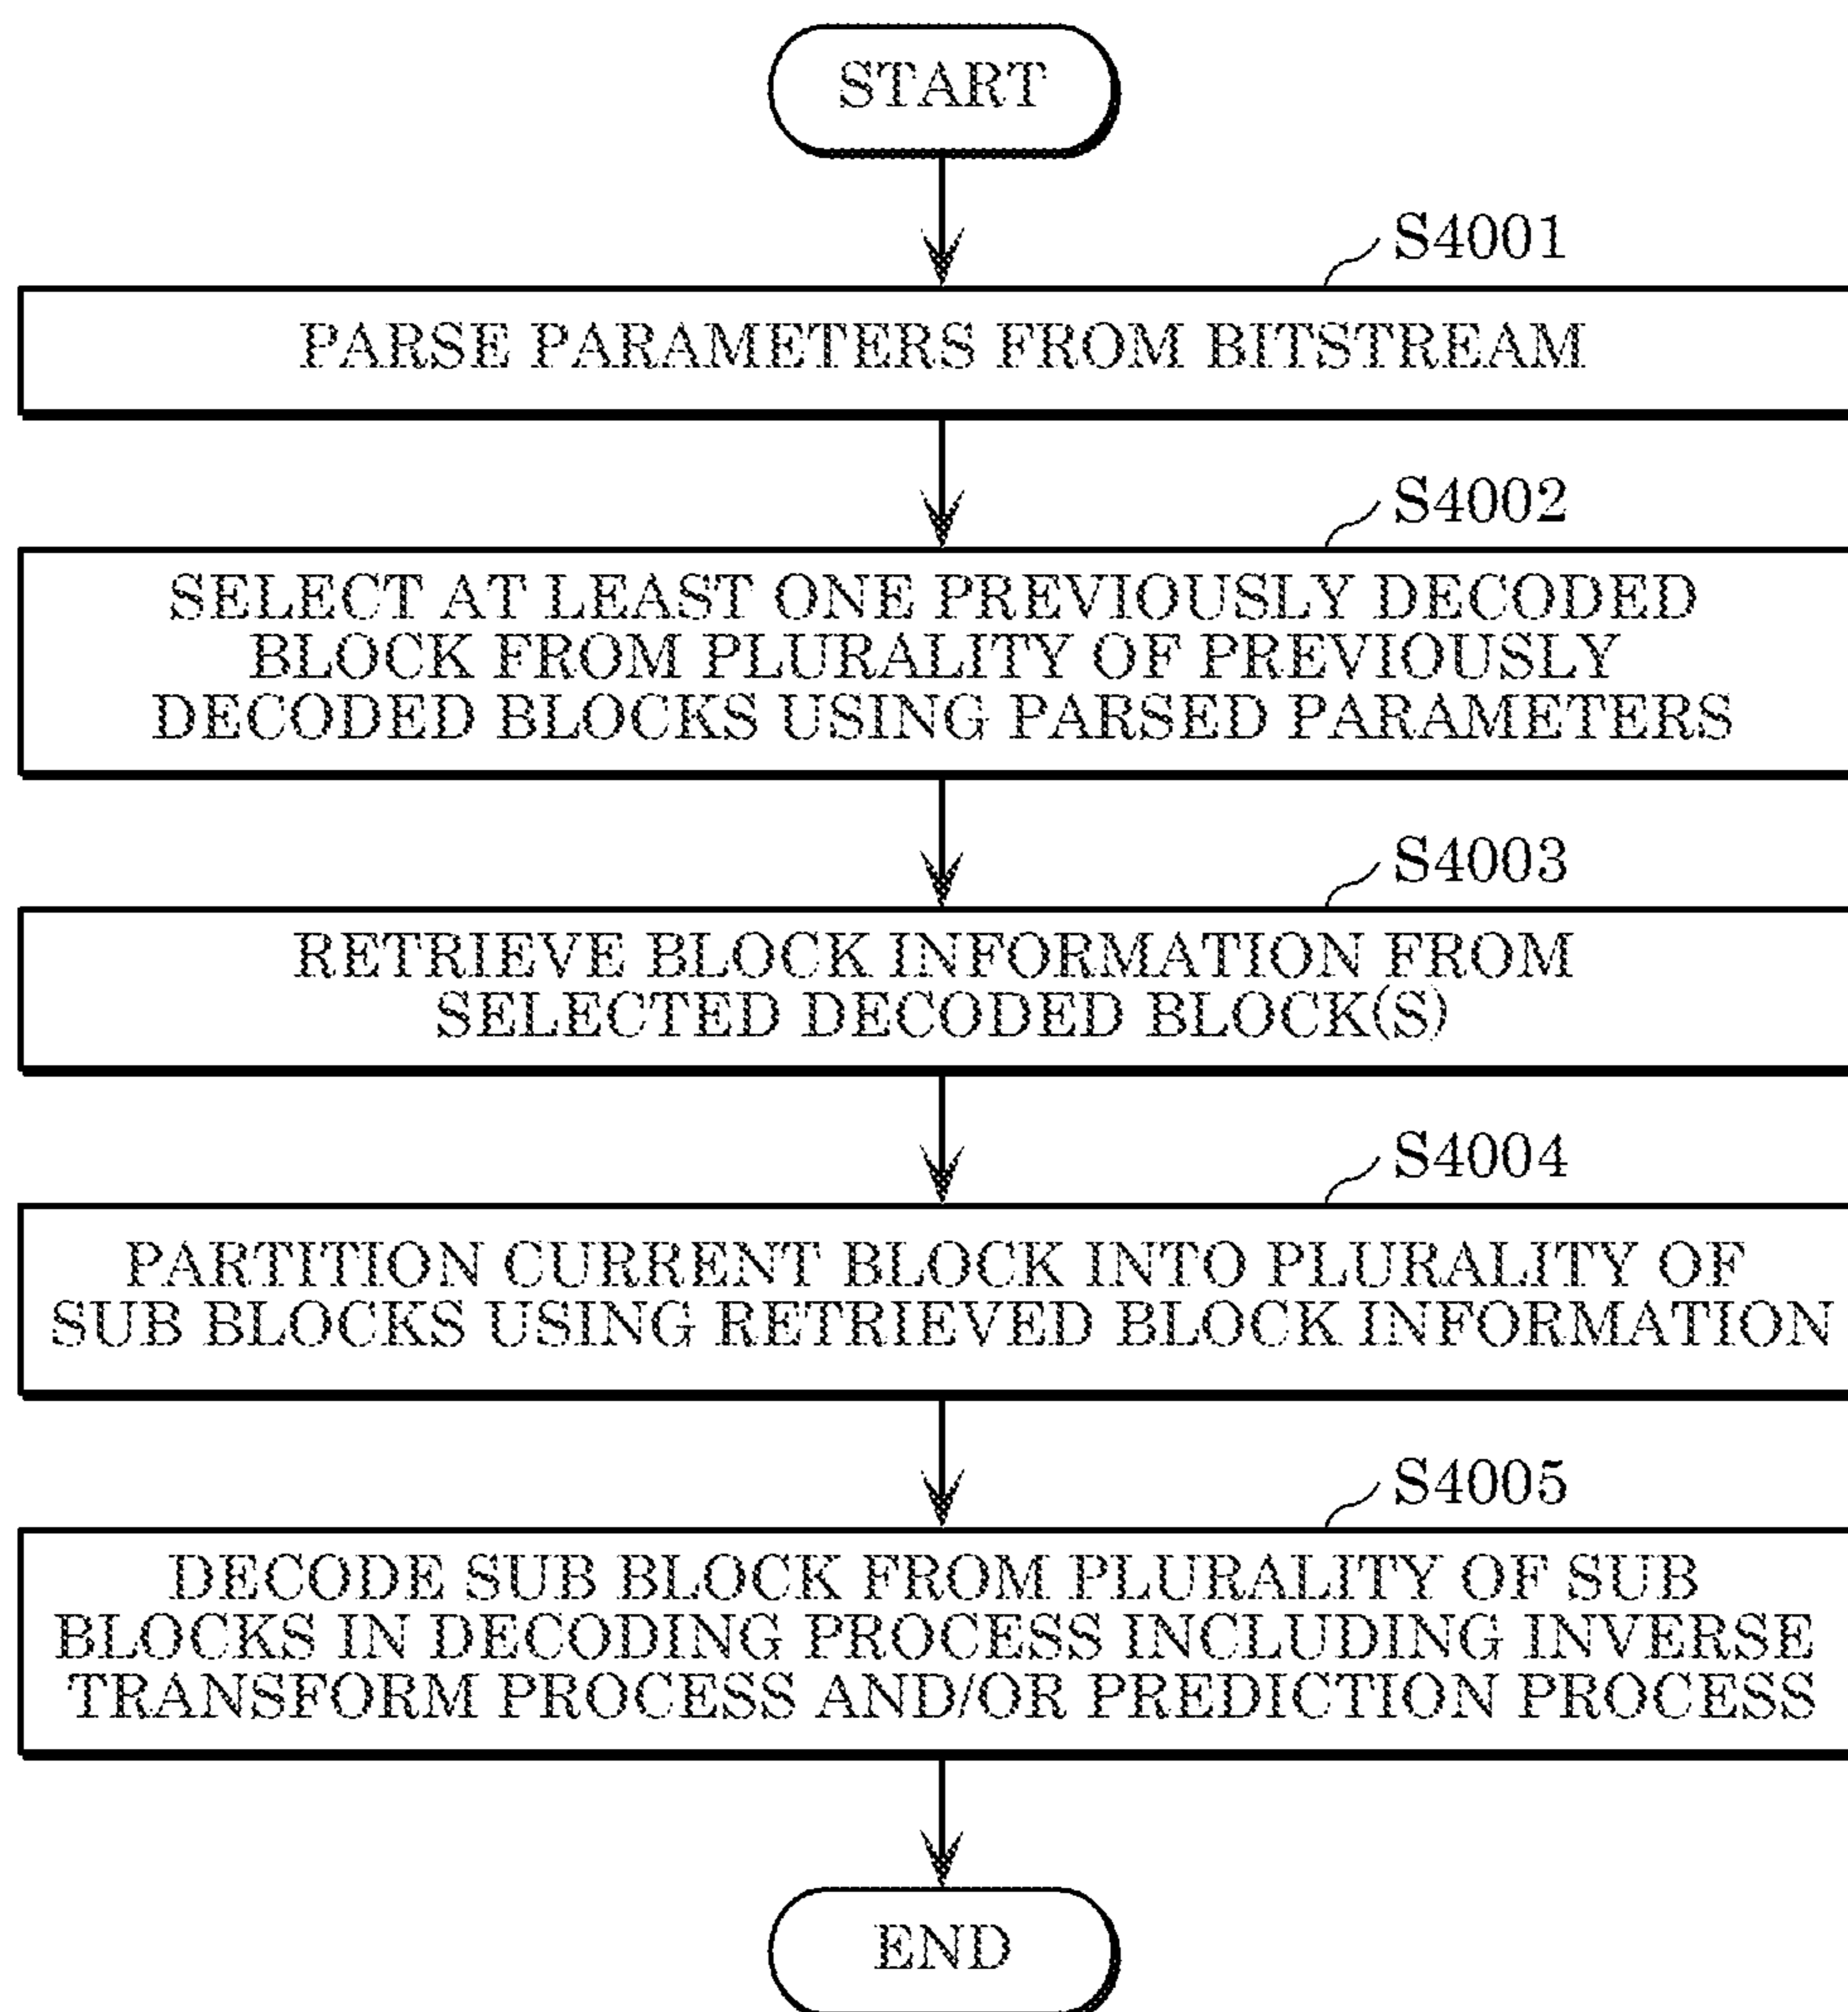 START
S4001
PARSE PARAMETERS FROM BITSTREAM
S4002
SELECT AT LEAST ONE PREVIOUSLY DECODED
BLOCK FROM PLURALITY OF PREVIOUSLY
DECODED BLOCKS USING PARSED PARAMETERS
S4003
RETRIEVE BLOCK INFORMATION FROM
SELECTED DECODED BLOCK(S)
S4004
PARTITION CURRENT BLOCK INTO PLURALITY OF
SUB BLOCKS USING RETRIEVED BLOCK INFORMATION
S4005
DECODE SUB BLOCK FROM PLURALITY OF SUB
BLOCKS IN DECODING PROCESS INCLUDING INVERSE
TRANSFORM PROCESS AND/OR PREDICTION PROCESS
END